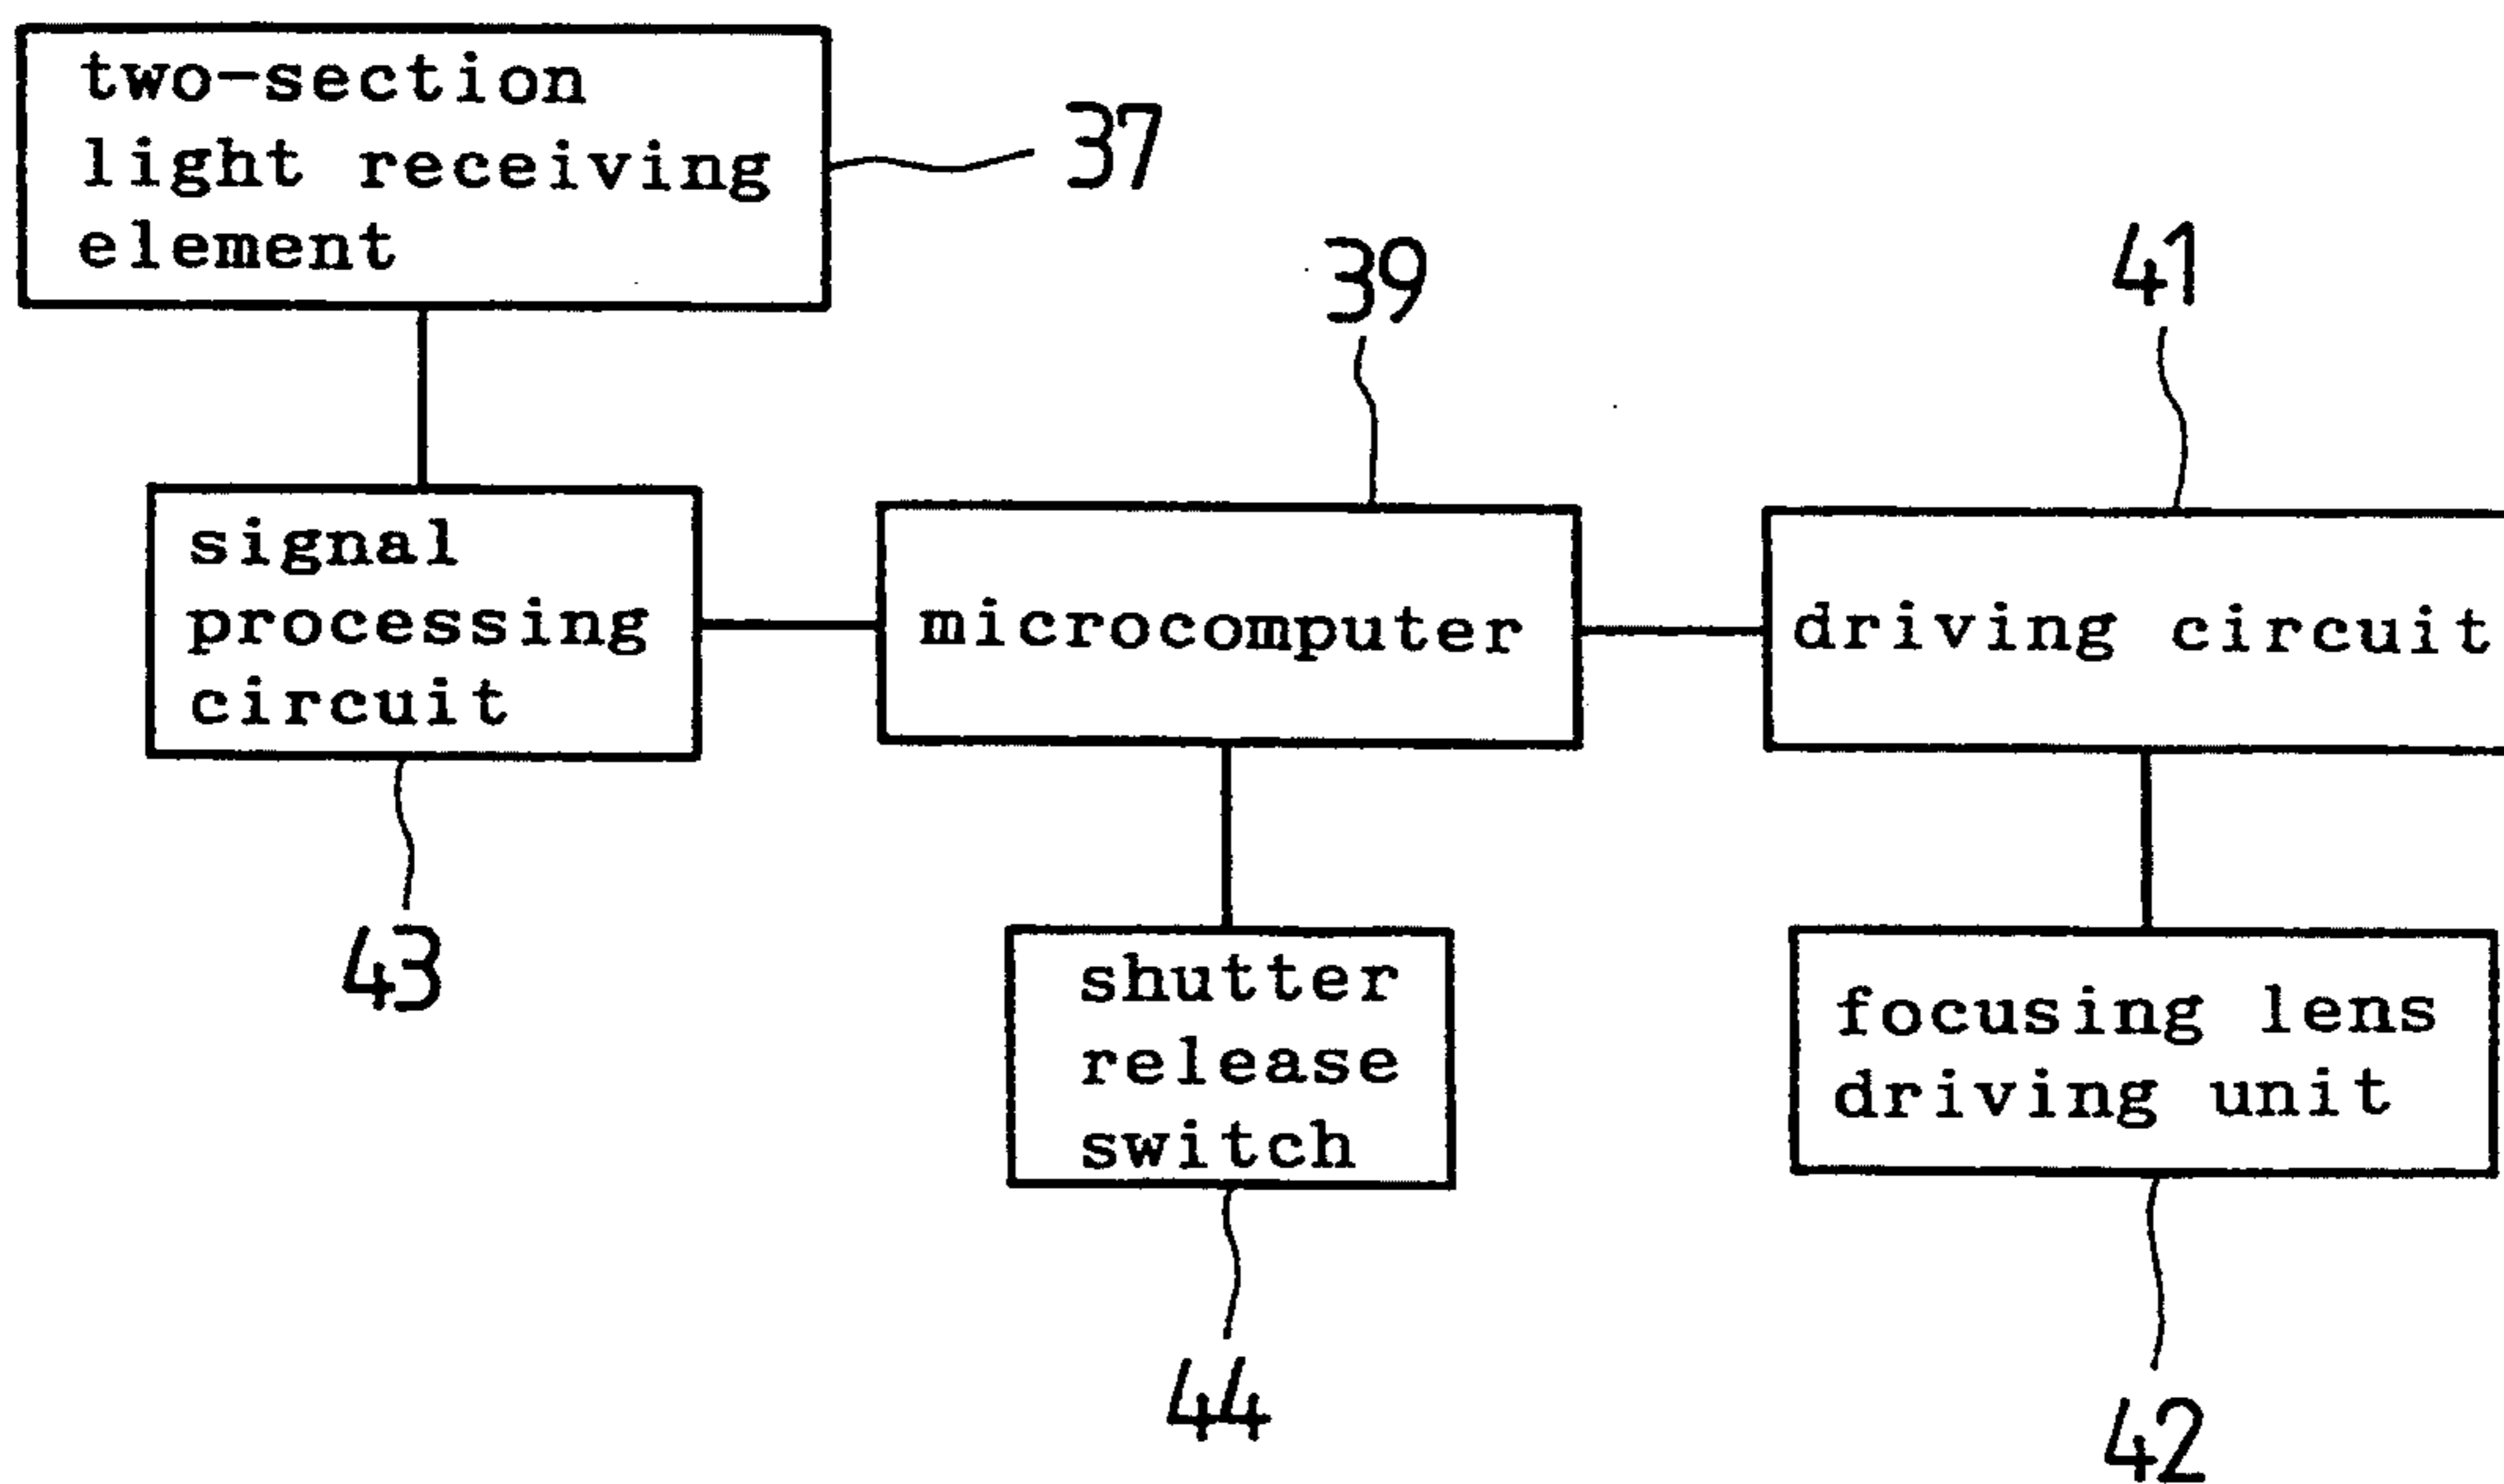 two-section
light receiving
element
37
39
41
signal
processing
circuit
microcomputer
driving circuit
43
shutter
release
switch
focusing lens
driving unit
44
42